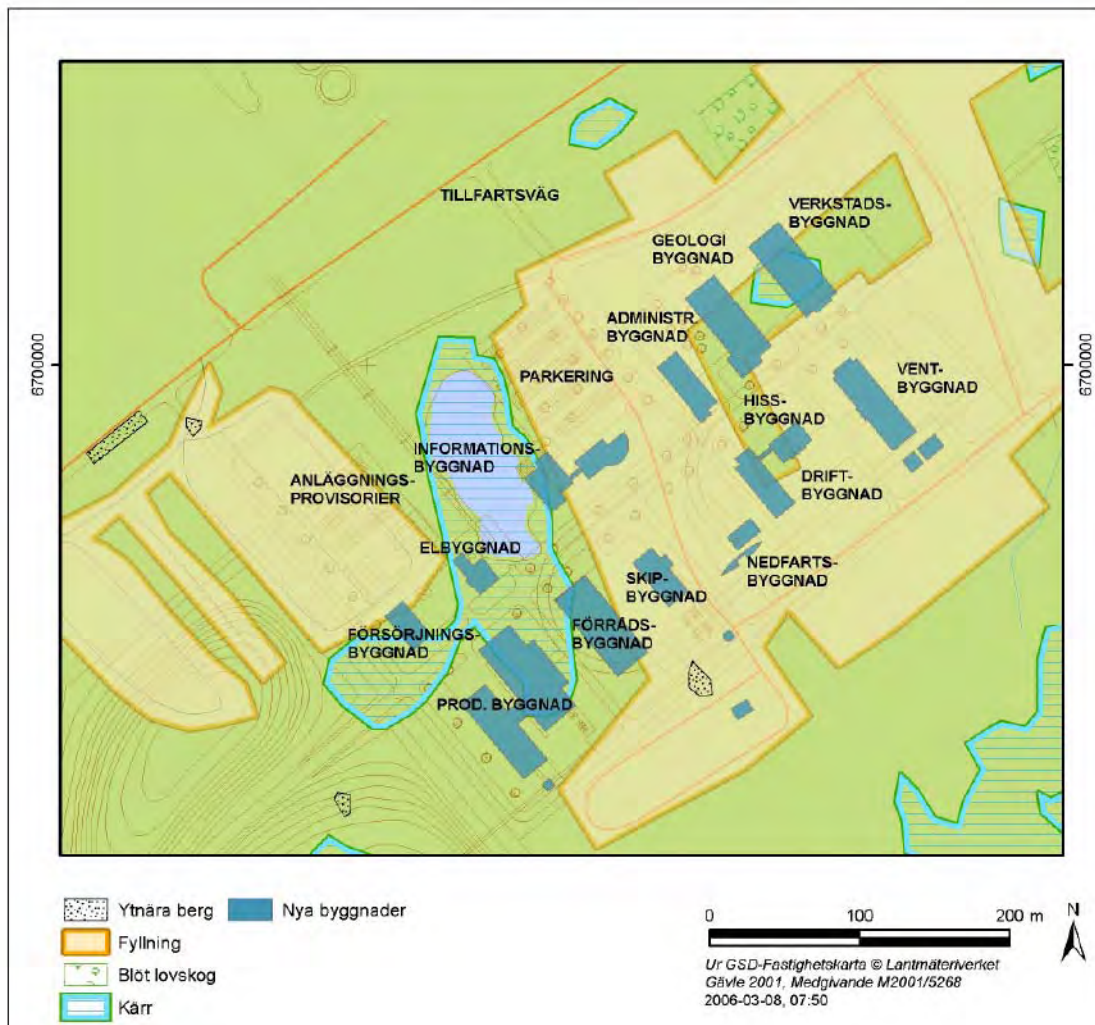 TILLFARTSVÄG
VERKSTADS-
BYGGNAD
GEOLOGI
BYGGNAD
ADMINISTR.
BYGGNAD
6700000
6700000
PARKERING
VENT-
BYGGNAD
HISS-
BYGGNAD
INFORMATIONS-
BYGGNAD
ANLÄGGNINGS-
PROVISORIER
DRIFT-
BYGGNAD
ELBYGGNAD
NEDFARTS-
BYGGNAD
SKIP-
BYGGNAD
FÖRSÖRJNINGS-
BYGGNAD
FÖRRÅDS-
BYGGNAD
PROD. BYGGNAD
Ytnära berg
Nya byggnader
Fyllning
Blöt lovskog
Kärr
0 100 200 m
N
Ur GSD-Fastighetskarta © Lantmäteriverket
Gävle 2001, Medgivande M2001/5268
2006-03-08, 07:50